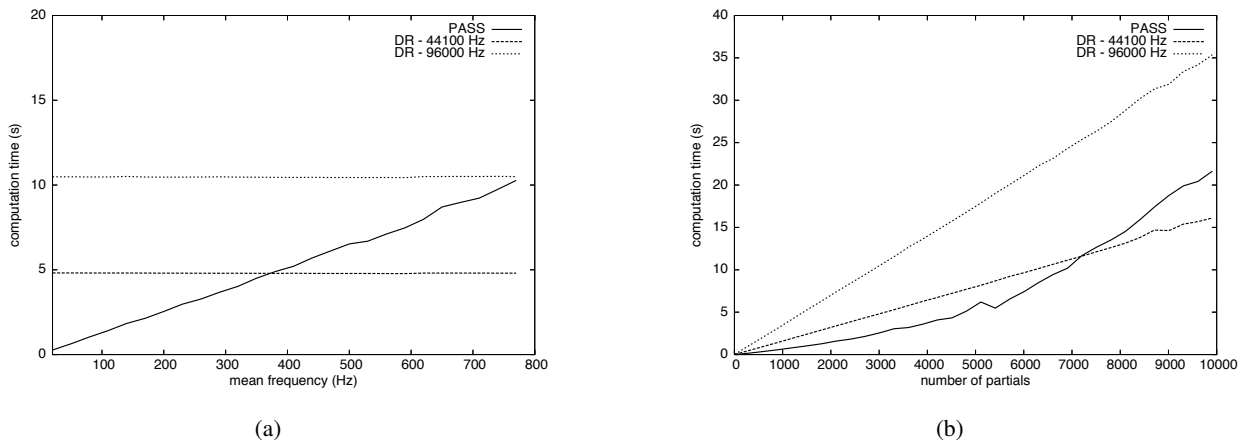 20
15
10
5
0
computation time (s)
PASS
DR - 44100 Hz
DR - 96000 Hz
100 200 300 400 500 600 700 800
mean frequency (Hz)
(a)
40
35
30
25
20
15
10
5
0
computation time (s)
PASS
DR - 44100 Hz
DR - 96000 Hz
0 1000 2000 3000 4000 5000 6000 7000 8000 9000 10000
number of partials
(b)